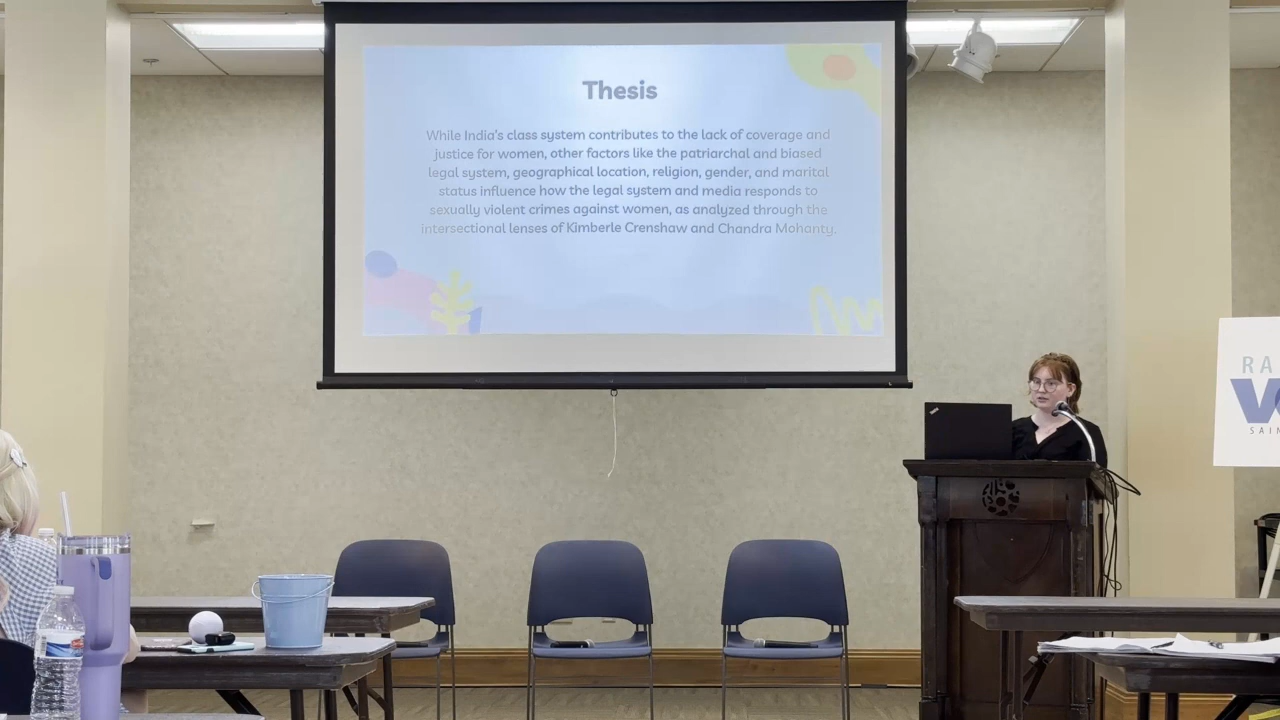 Thesis
While India's class system contributes to the lack of coverage and
justice for women, other factors like the patriarchal and biased
legal system, geographical location, religion, gender, and marital
status influence how the legal system and media responds to
sexually violent crimes against women, as analyzed through the
intersectional lenses of Kimberle Crenshaw and Chandra Mohanty.
RA
SAIN